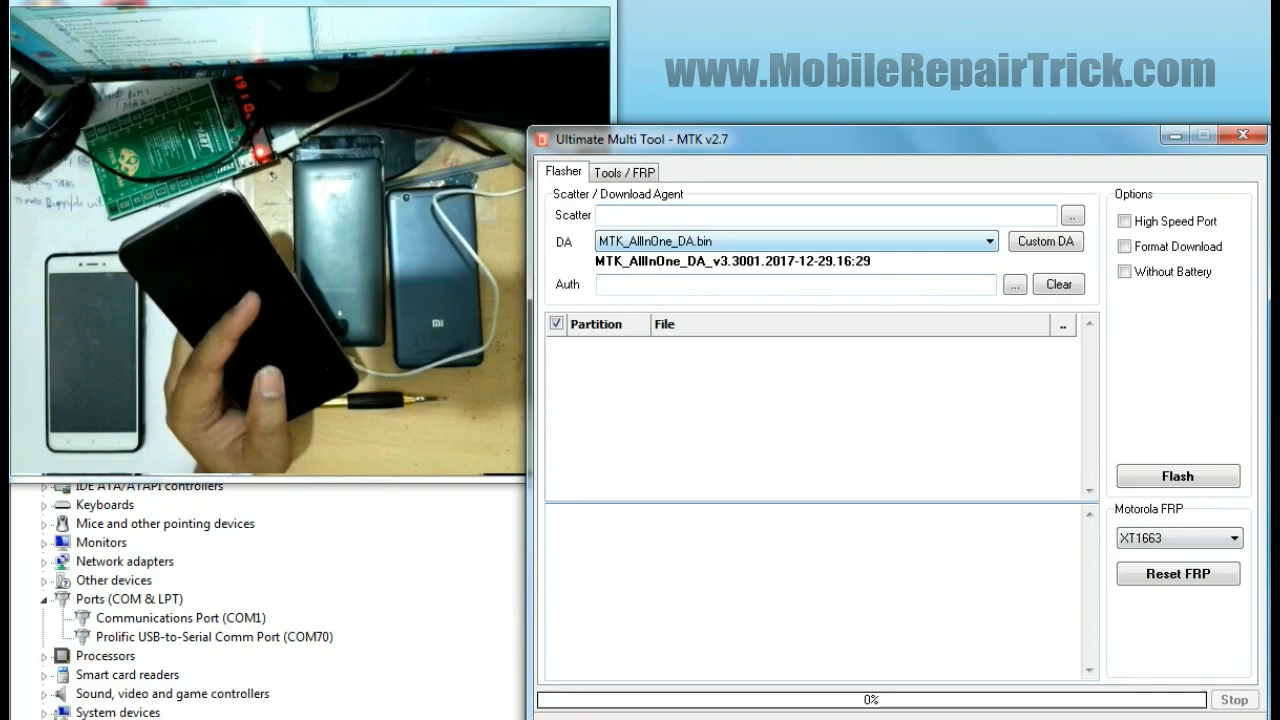 www.MobileRepairTrick.com
Ultimate Multi Tool - MTK v2.7
Flasher
Tools / FRP
Scatter / Download Agent
Scatter
..
DA
MTK_AllInOne_DA.bin
Custom DA
MTK_AllInOne_DA_v3.3001.2017-12-29.16:29
Auth
...
Clear
Partition
File
..
Options
High Speed Port
Format Download
Without Battery
Flash
Motorola FRP
XT1663
Reset FRP
0%
Stop
mi
IDE ATA/ATAPI controllers
Keyboards
Mice and other pointing devices
Monitors
Network adapters
Other devices
Ports (COM & LPT)
Communications Port (COM1)
Prolific USB-to-Serial Comm Port (COM70)
Processors
Smart card readers
Sound, video and game controllers
System devices